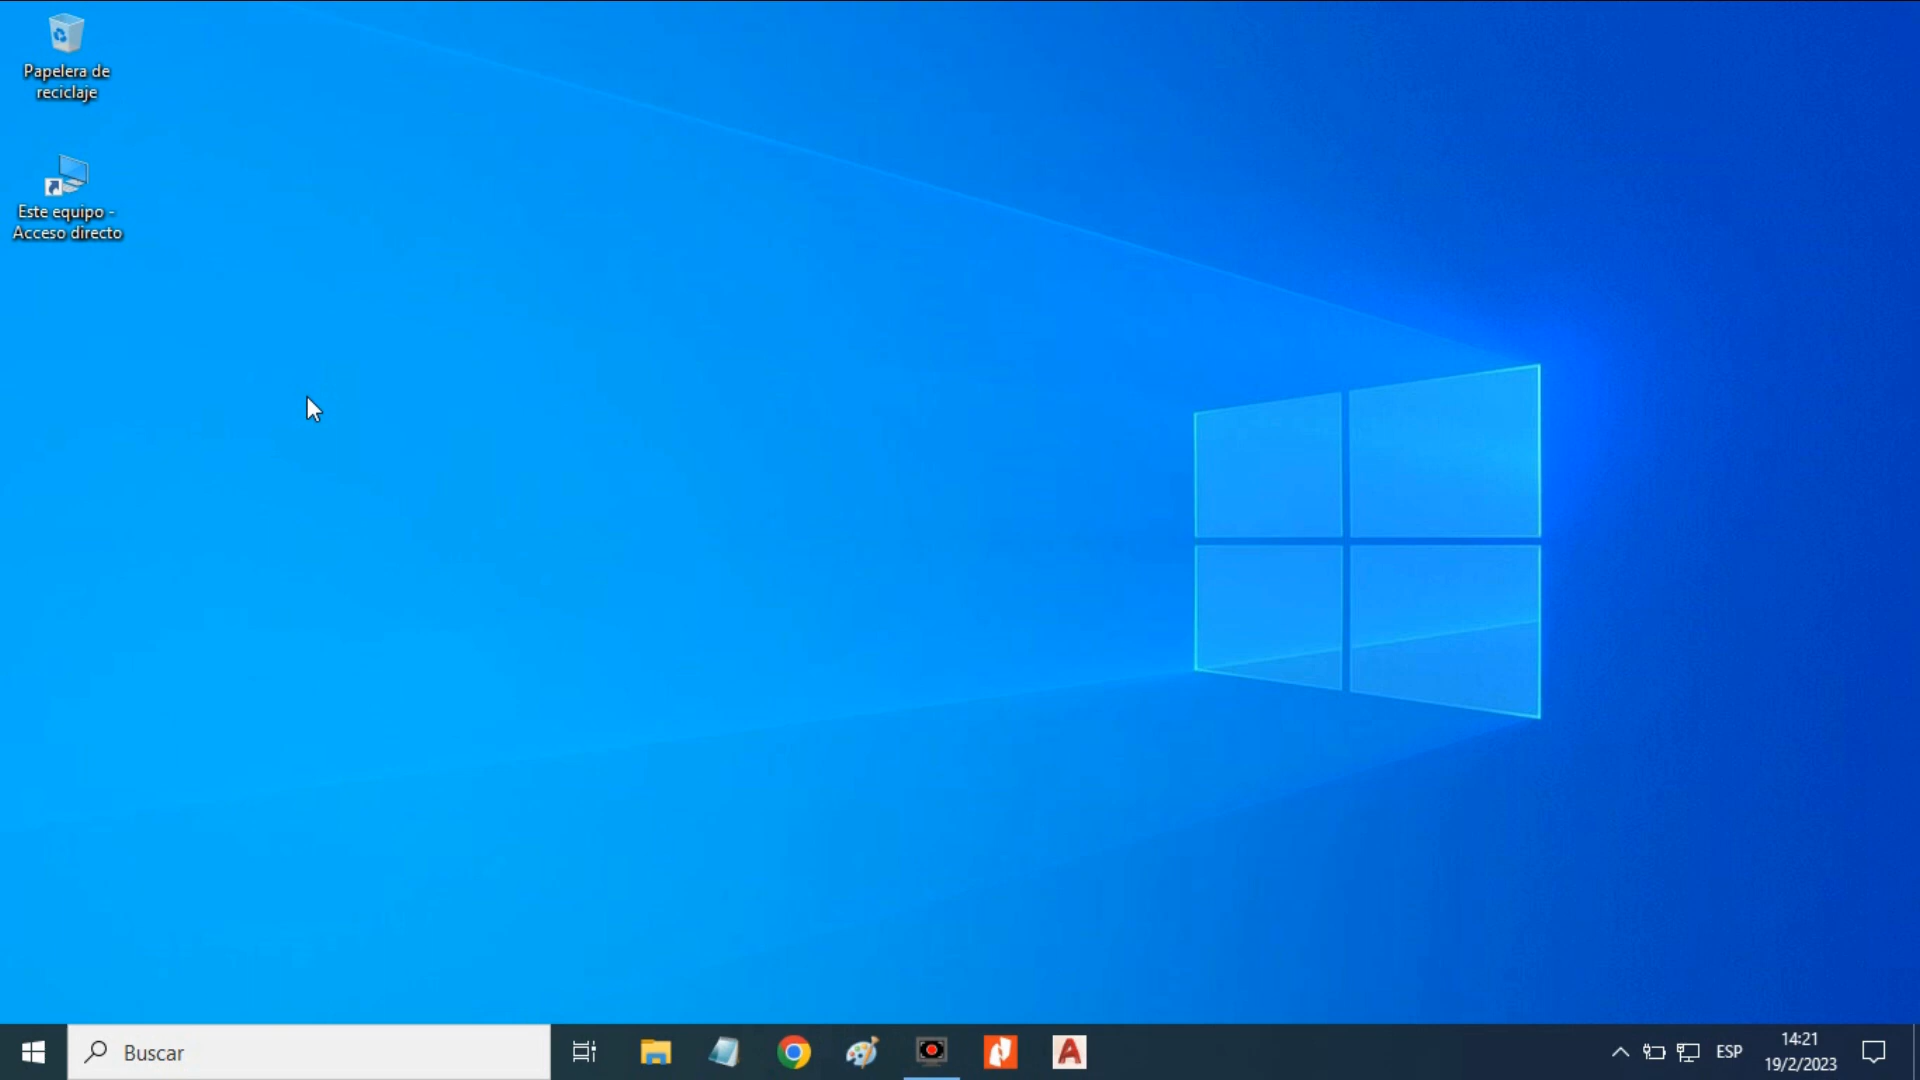 Papelera de
reciclaje
Este equipo -
Acceso directo
Buscar
ESP
14:21
19/2/2023